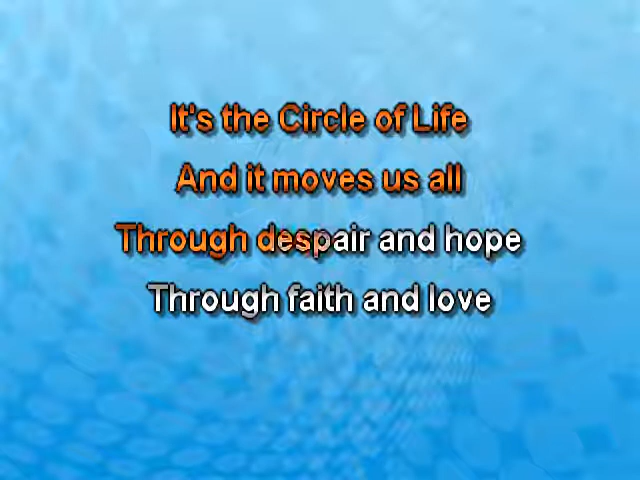 It's the Circle of Life
And it moves us all
Through despair and hope
Through faith and love